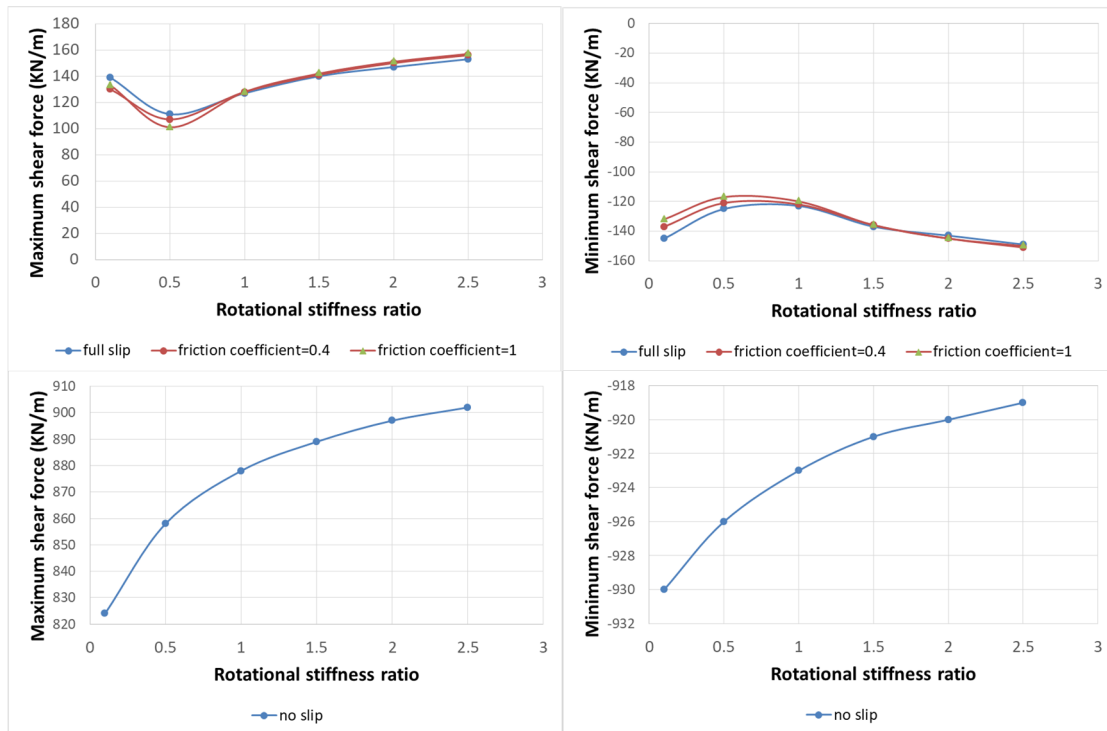 Maximum shear force (KN/m)
180
160
140
120
100
80
60
40
20
0
0 0.5 1 1.5 2 2.5 3
Rotational stiffness ratio
full slip friction coefficient=0.4 friction coefficient=1
Minimum shear force (KN/m)
0
-20
-40
-60
-80
-100
-120
-140
-160
0 0.5 1 1.5 2 2.5 3
Rotational stiffness ratio
full slip friction coefficient=0.4 friction coefficient=1
Maximum shear force (KN/m)
910
900
890
880
870
860
850
840
830
820
0 0.5 1 1.5 2 2.5 3
Rotational stiffness ratio
no slip
Minimum shear force (KN/m)
-918
-920
-922
-924
-926
-928
-930
-932
0 0.5 1 1.5 2 2.5 3
Rotational stiffness ratio
no slip